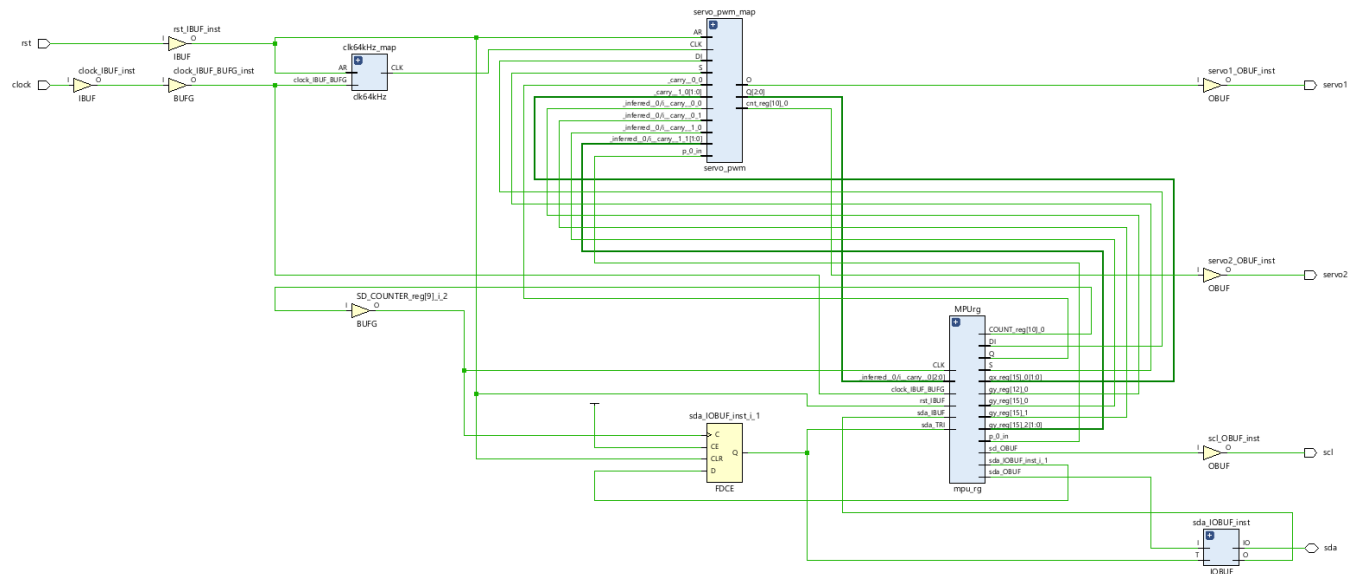 servo_pwm_map
rst_IBUF_inst
rst
I
O
IBUF
clk64kHz_map
AR
CLK
clock_IBUF_BUFG
clk64kHz
clock
clock_IBUF_inst
I
O
IBUF
clock_IBUF_BUFG_inst
I
O
BUFG
AR
CLK
DI
S
_carry__0_0
_carry__1_0[1:0]
_inferred__0/i__carry__0_0
_inferred__0/i__carry__0_1
_inferred__0/i__carry__1_0
_inferred__0/i__carry__1_1[1:0]
p_0_in
O
Q[2:0]
cnt_reg[10]_0
servo_pwm
servo1_OBUF_inst
I
O
OBUF
servo1
servo2_OBUF_inst
I
O
OBUF
servo2
SD_COUNTER_reg[9]_i_2
I
O
BUFG
MPUrg
CLK
_inferred__0/i__carry__0[2:0]
clock_IBUF_BUFG
rst_IBUF
sda_IBUF
sda_TRI
COUNT_reg[10]_0
DI
Q
S
gx_reg[15]_0[1:0]
gy_reg[12]_0
gy_reg[15]_0
gy_reg[15]_1
gy_reg[15]_2[1:0]
p_0_in
scl_OBUF
sda_IOBUF_inst_i_1
sda_OBUF
mpu_rg
sda_IOBUF_inst_i_1
C
CE
CLR
D
Q
FDCE
scl_OBUF_inst
I
O
OBUF
scl
sda_IOBUF_inst
I
T
IO
O
IOBUF
sda